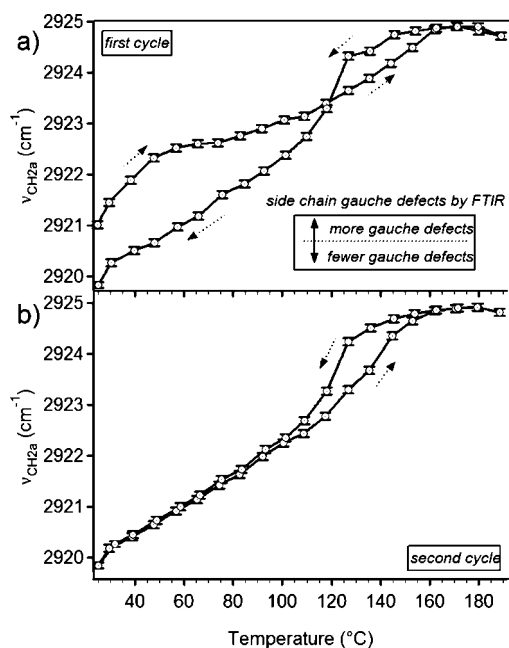 a)
first cycle
2925
2924
2923
2922
2921
2920
νCH2a (cm-1)
side chain gauche defects by FTIR
more gauche defects
fewer gauche defects
b)
2925
2924
2923
2922
2921
2920
νCH2a (cm-1)
second cycle
40 60 80 100 120 140 160 180
Temperature (°C)